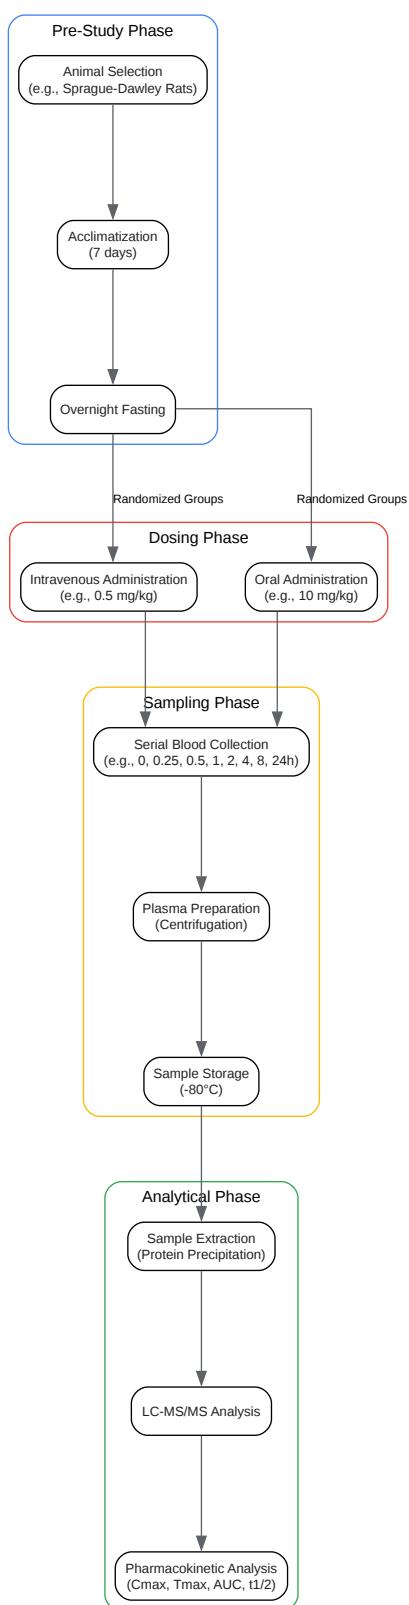 Pre-Study Phase
Animal Selection
(e.g., Sprague-Dawley Rats)
Acclimatization
(7 days)
Overnight Fasting
Randomized Groups
Randomized Groups
Dosing Phase
Intravenous Administration
(e.g., 0.5 mg/kg)
Oral Administration
(e.g., 10 mg/kg)
Sampling Phase
Serial Blood Collection
(e.g., 0, 0.25, 0.5, 1, 2, 4, 8, 24h)
Plasma Preparation
(Centrifugation)
Sample Storage
(-80°C)
Analytical Phase
Sample Extraction
(Protein Precipitation)
LC-MS/MS Analysis
Pharmacokinetic Analysis
(Cmax, Tmax, AUC, t1/2)